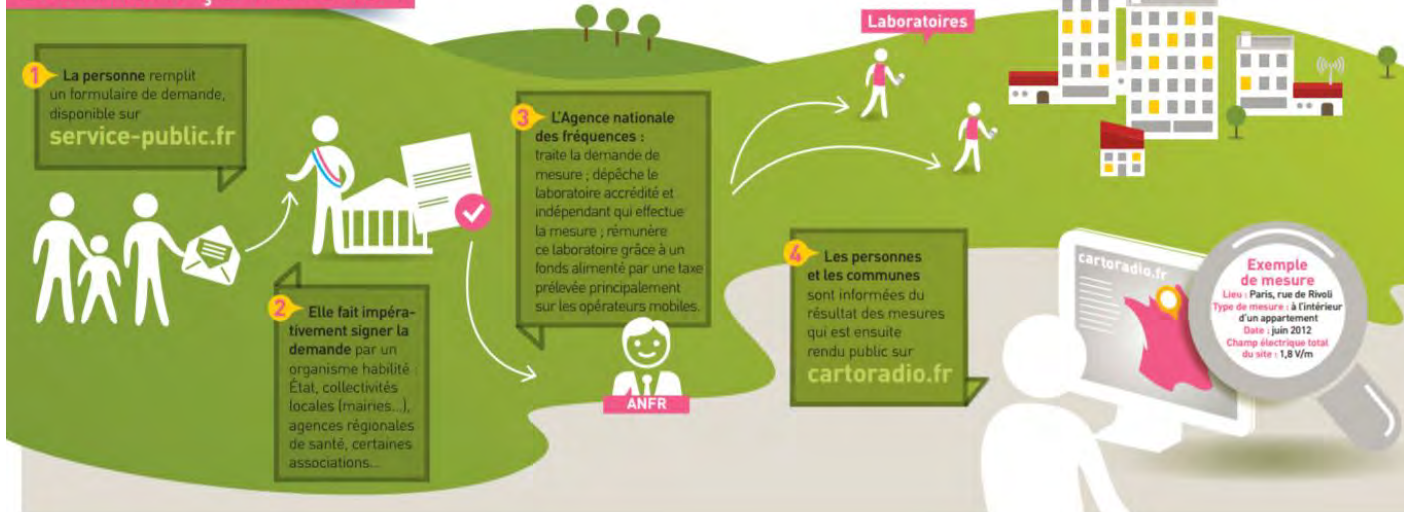 1 La personne remplit
un formulaire de demande,
disponible sur
service-public.fr
2 Elle fait impéra-
tivement signer la
demande par un
organisme habilité :
État, collectivités
locales (mairies...),
agences régionales
de santé, certaines
associations...
3 L'Agence nationale
des fréquences :
traite la demande de
mesure ; dépêche le
laboratoire accrédité et
indépendant qui effectue
la mesure ; rémunère
ce laboratoire grâce à un
fonds alimenté par une taxe
prélevée principalement
sur les opérateurs mobiles.
ANFR
Laboratoires
4 Les personnes
et les communes
sont informées du
résultat des mesures
qui est ensuite
rendu public sur
cartoradio.fr
cartoradio.fr
Exemple
de mesure
Lieu : Paris, rue de Rivoli
Type de mesure : à l'intérieur
d'un appartement
Date : juin 2012
Champ électrique total
du site : 1,8 V/m